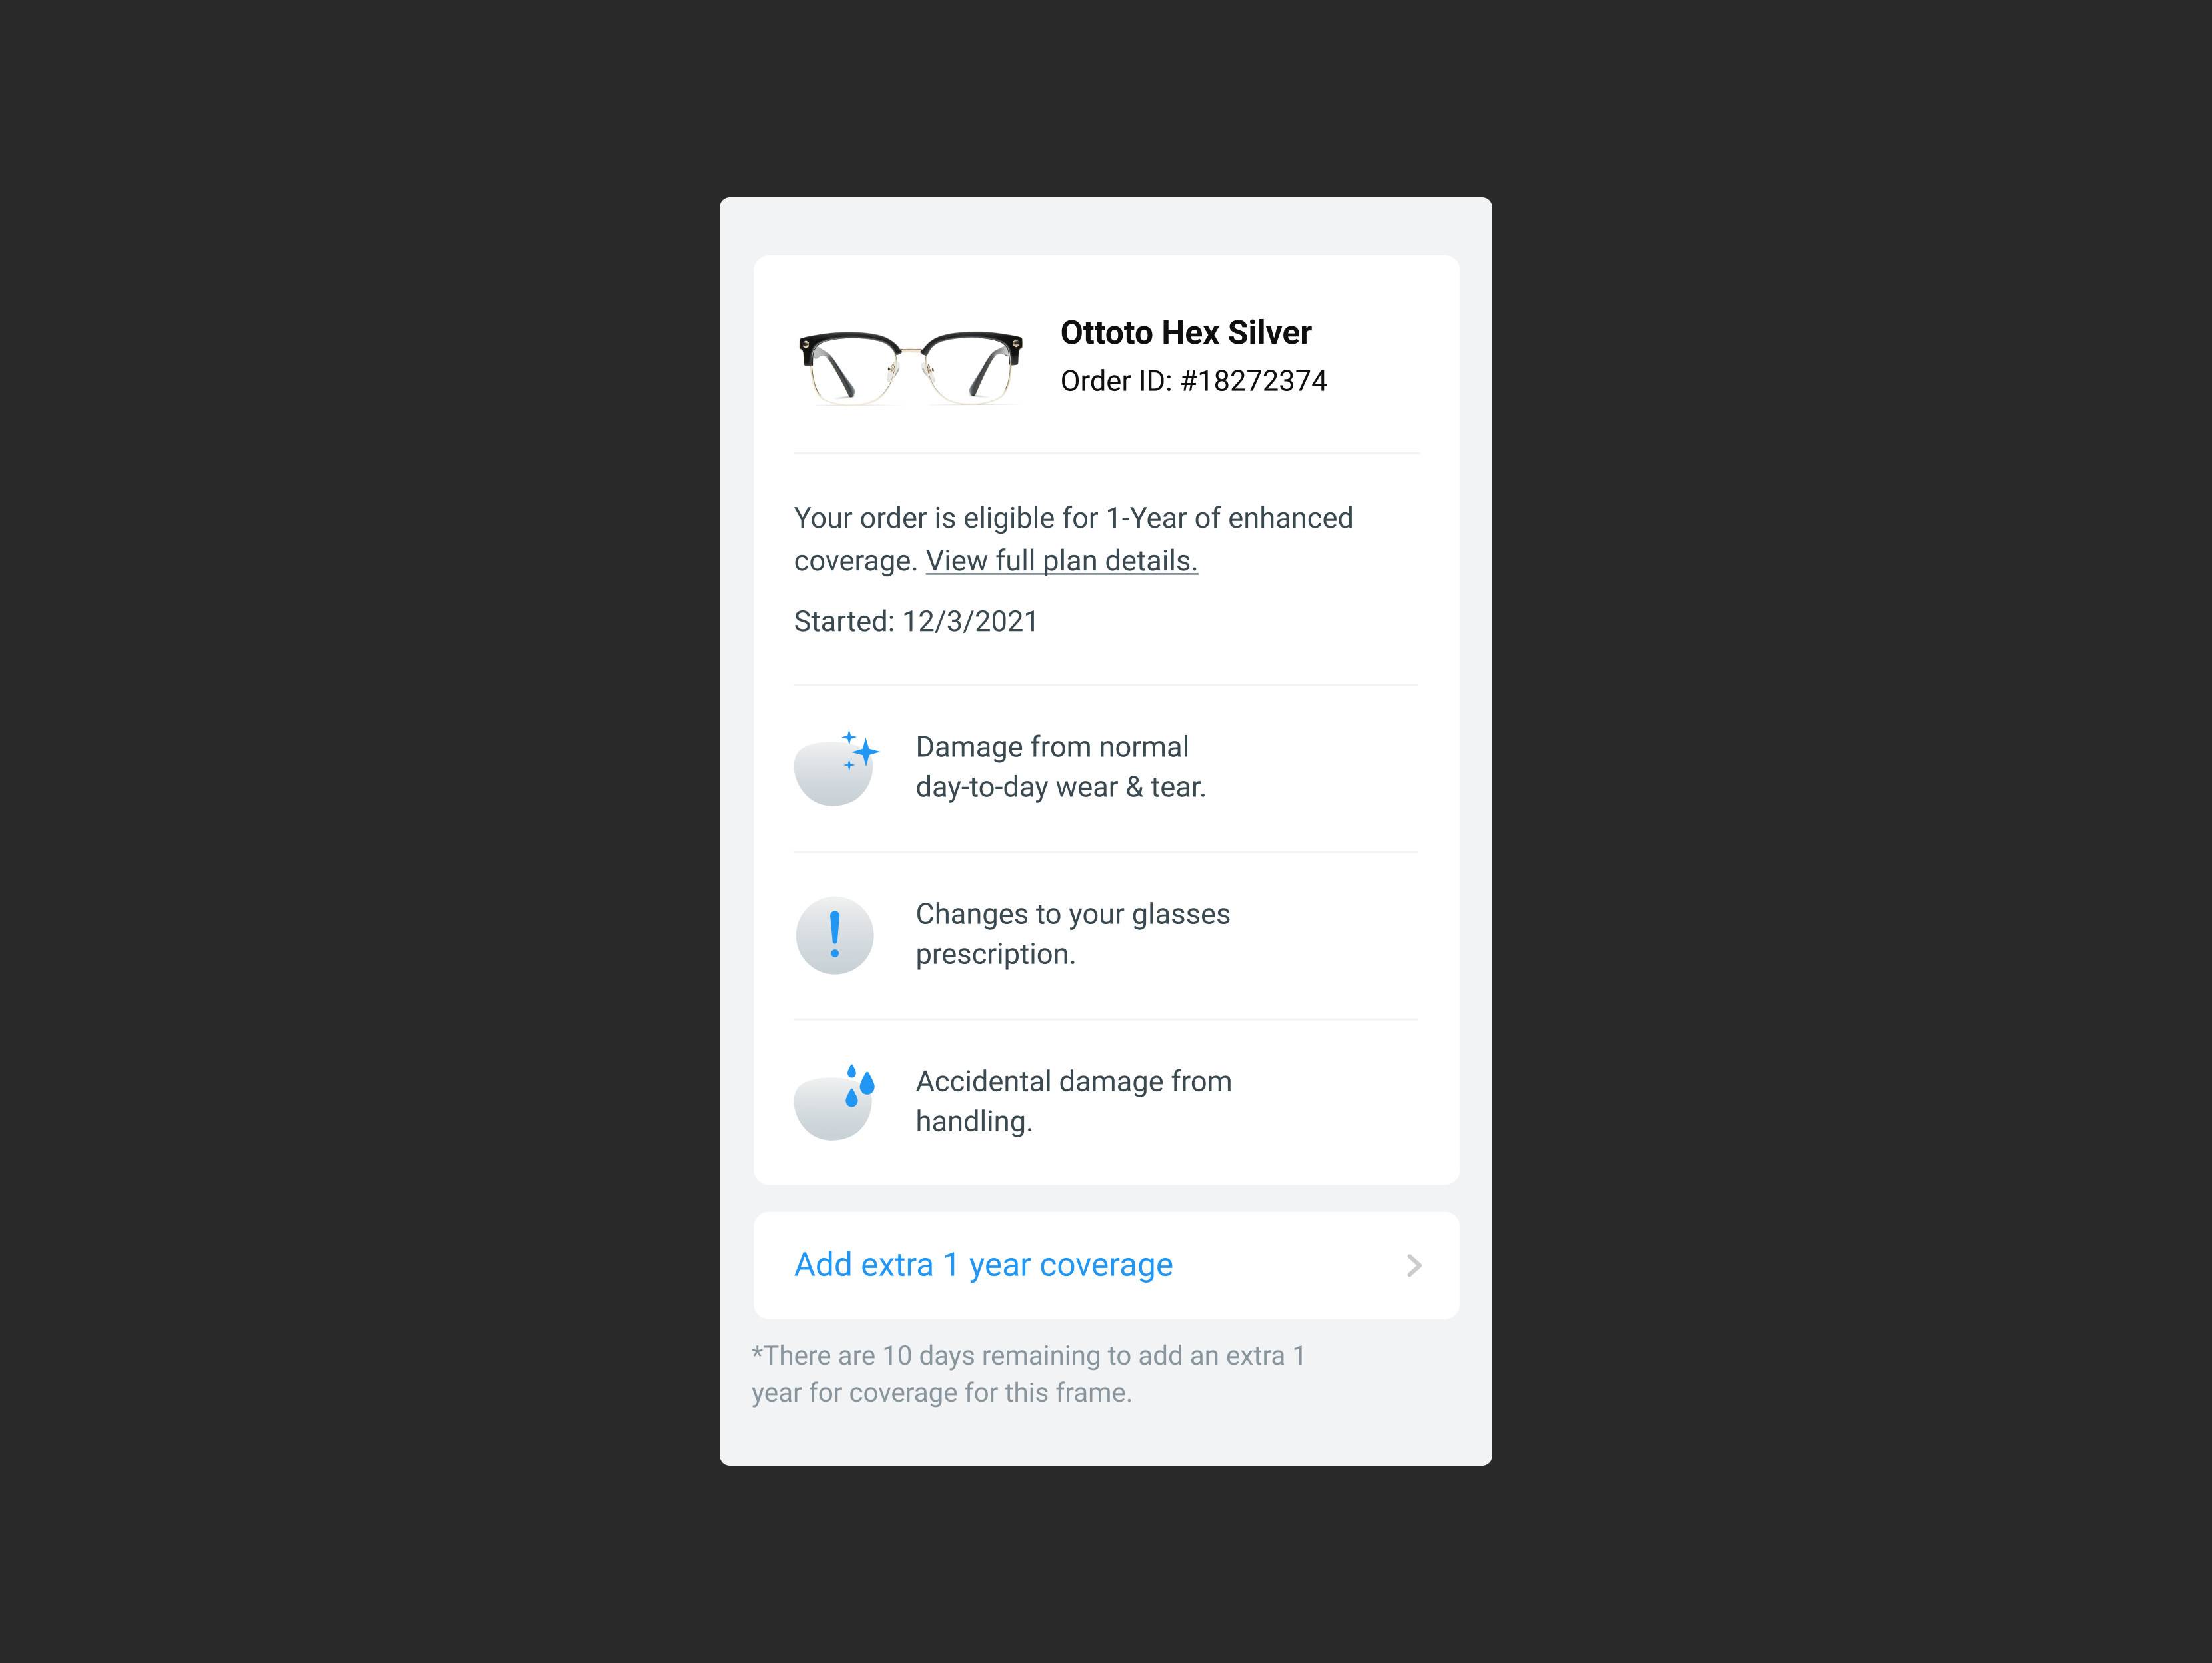 Ottoto Hex Silver
Order ID: #18272374
Your order is eligible for 1-Year of enhanced
coverage. View full plan details.
Started: 12/3/2021
Damage from normal
day-to-day wear & tear.
Changes to your glasses
prescription.
Accidental damage from
handling.
Add extra 1 year coverage
*There are 10 days remaining to add an extra 1
year for coverage for this frame.